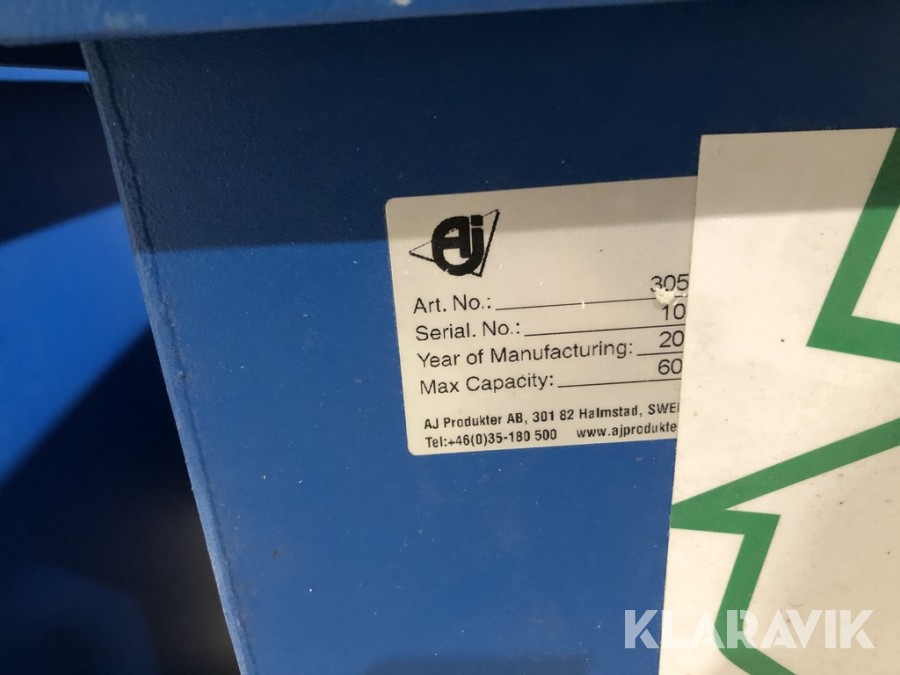 Aj
Art. No.: 305
Serial. No.: 10
Year of Manufacturing: 20
Max Capacity: 60
AJ Produkter AB, 301 82 Halmstad, SWE
Tel:+46(0)35-180 500 www.ajprodukte
KLARAVIK